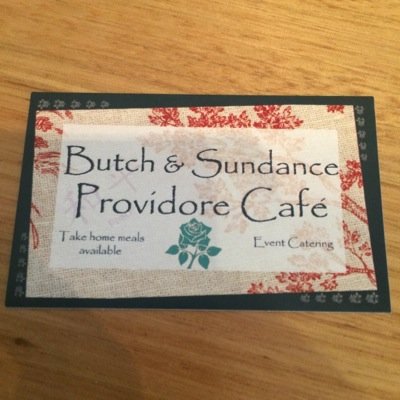 Butch & Sundance
Providore Café
Take home meals
available
Event Catering